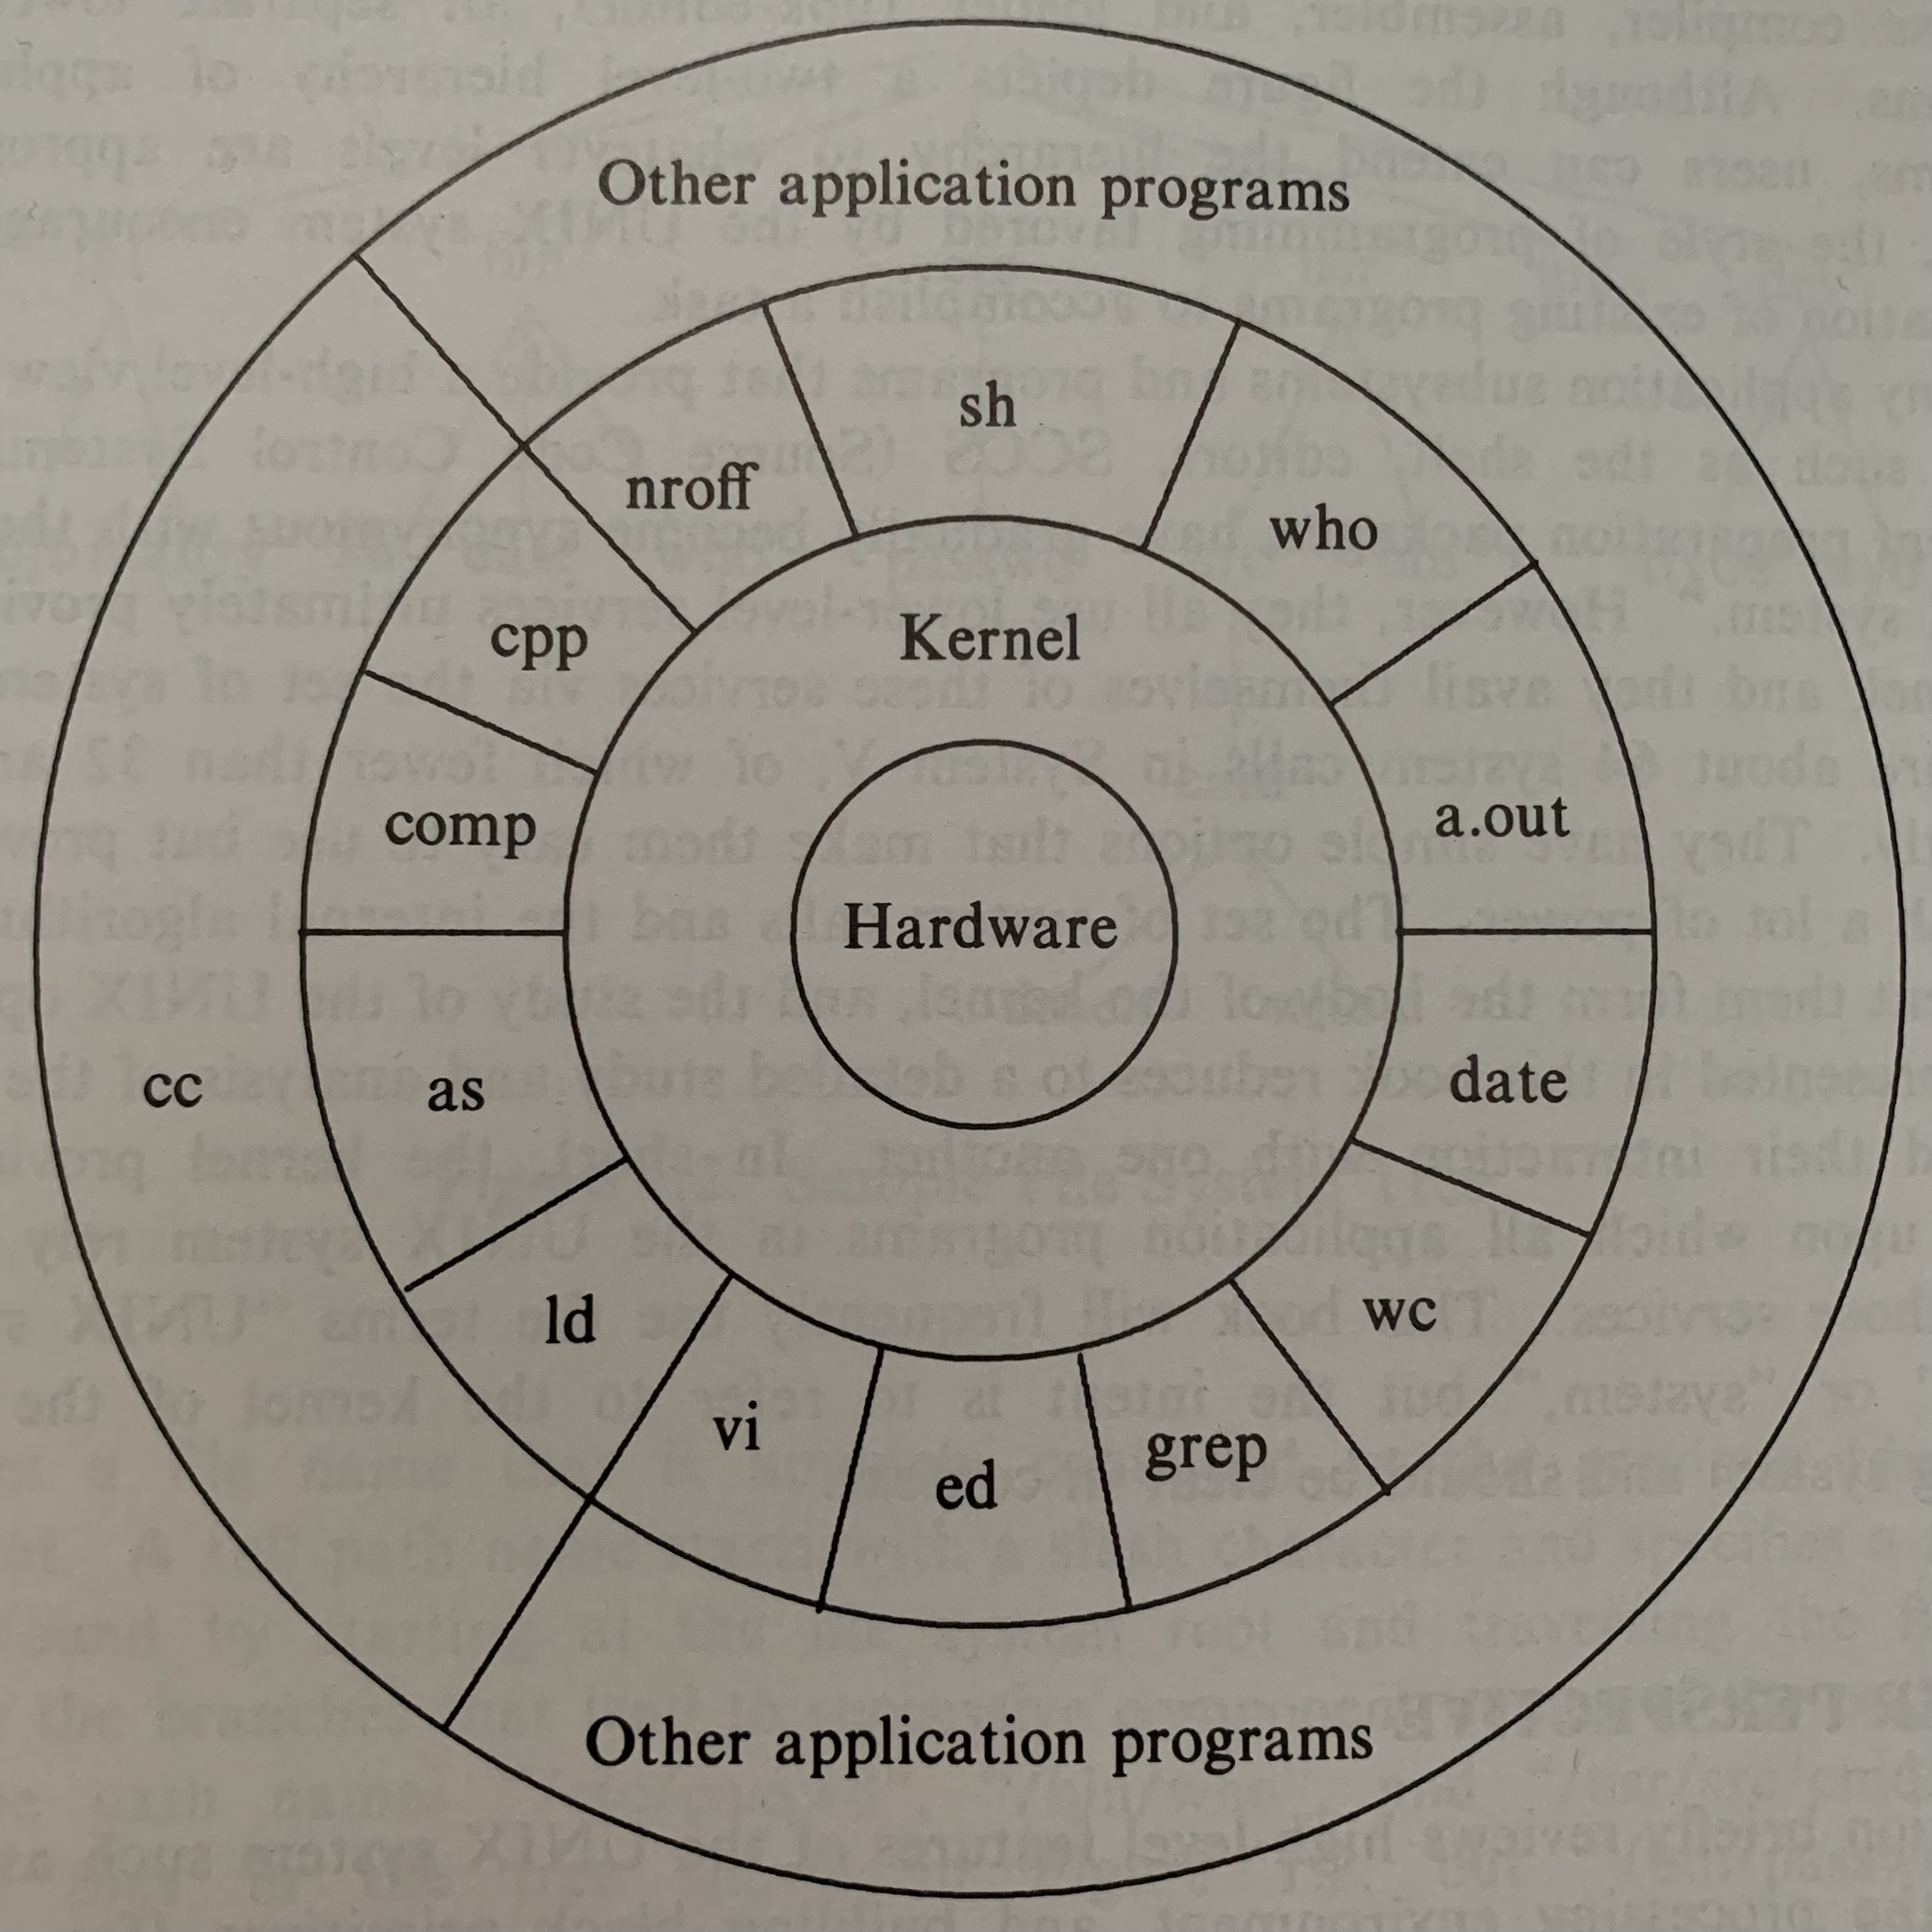 Other application programs
sh
nroff
who
cpp
Kernel
comp
a.out
Hardware
cc
as
date
ld
wc
vi
ed
grep
Other application programs